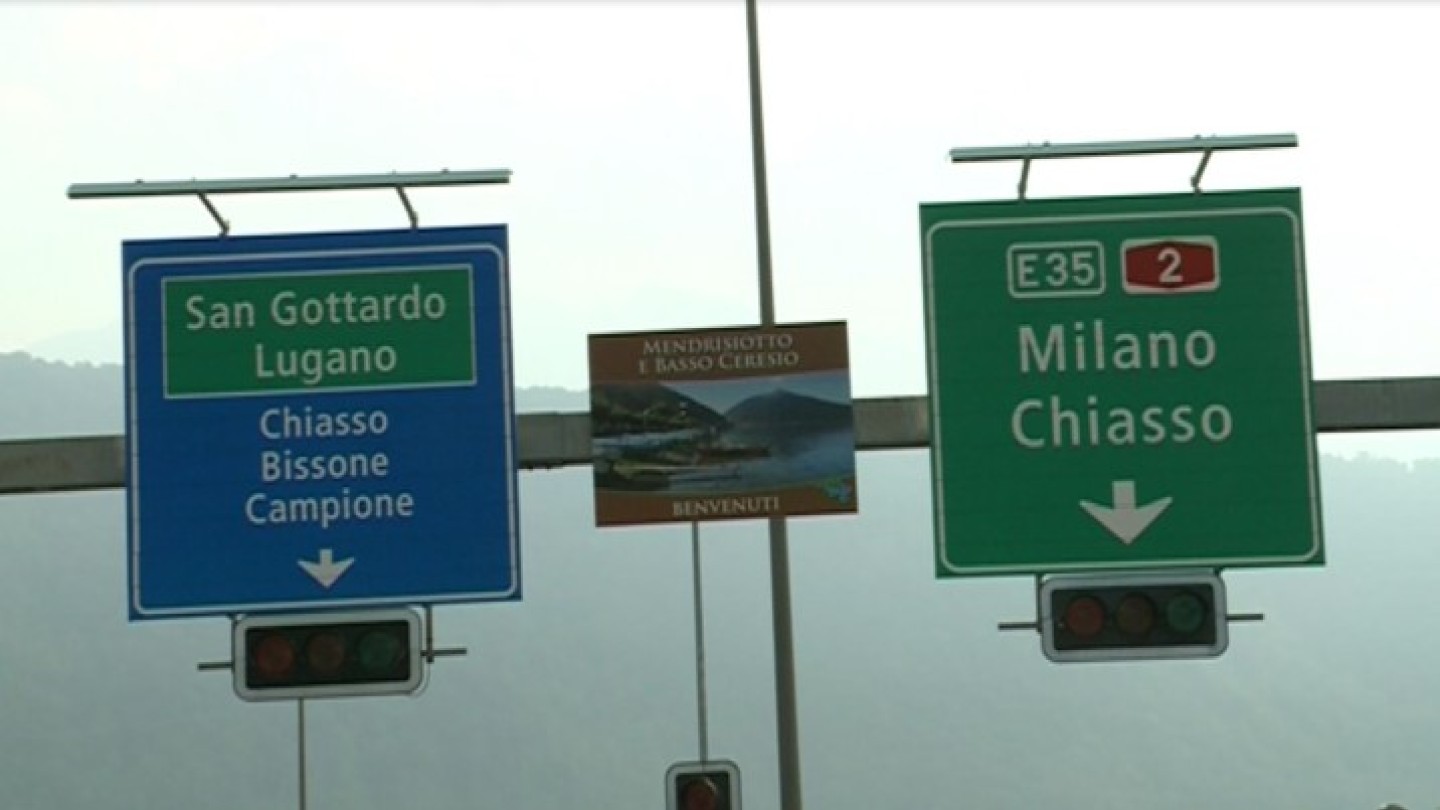 San Gottardo
Lugano
Chiasso
Bissone
Campione
MENDRISIOTTO
E BASSO CERESIO
BENVENUTI
E35 2
Milano
Chiasso